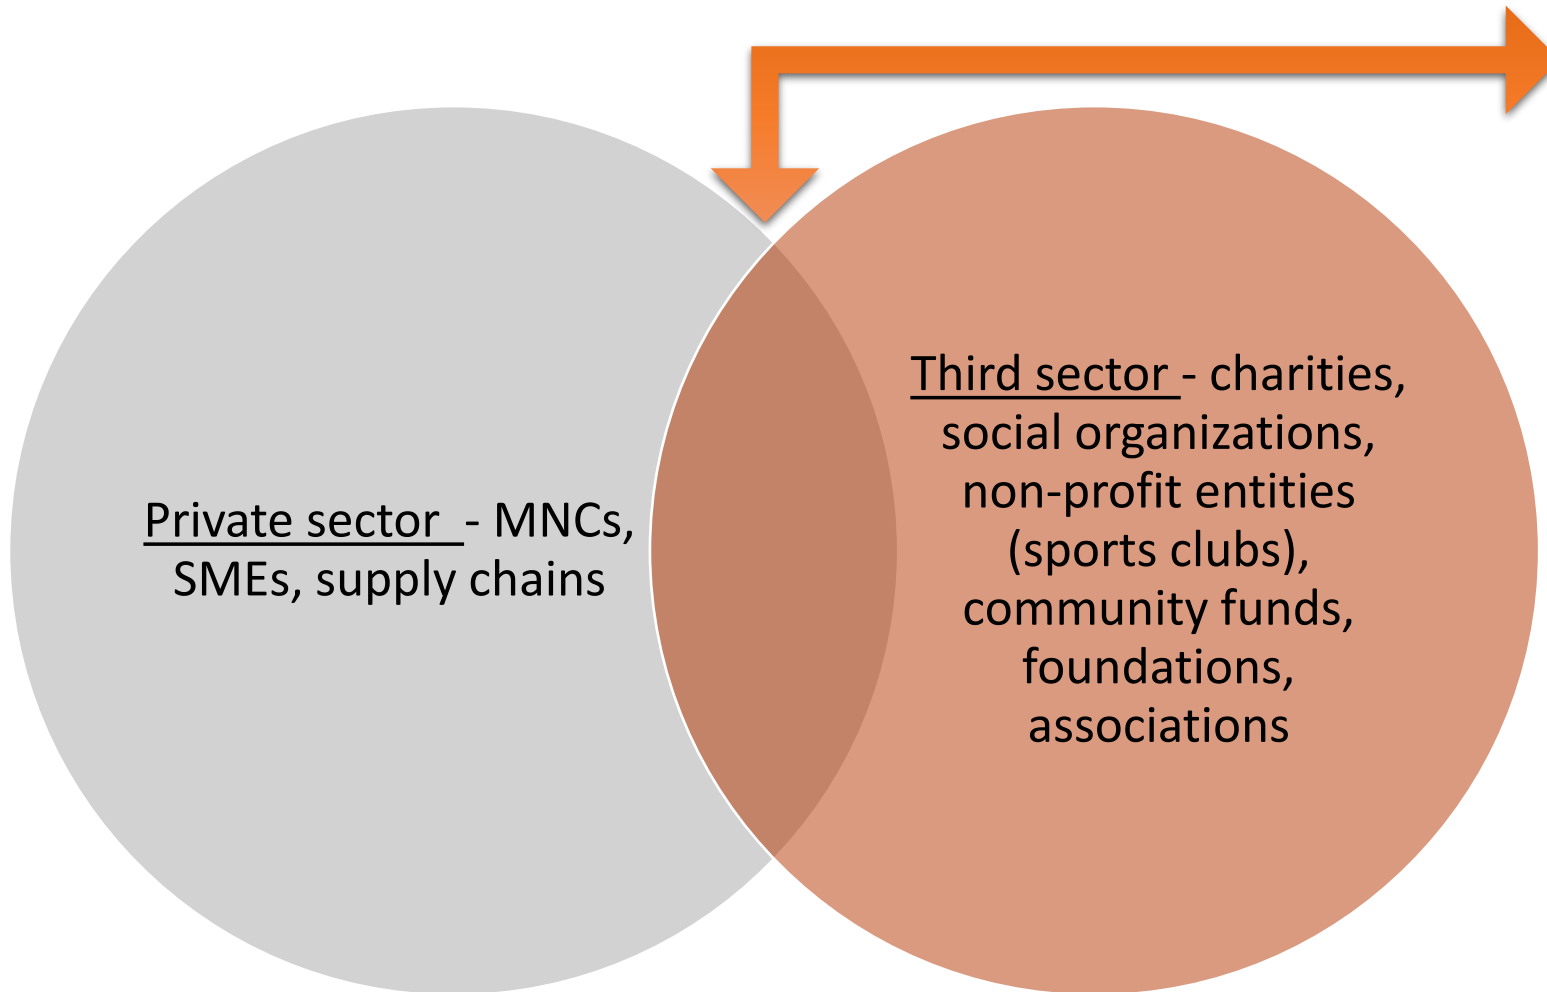 Private sector - MNCs,
SMEs, supply chains
Third sector - charities,
social organizations,
non-profit entities
(sports clubs),
community funds,
foundations,
associations